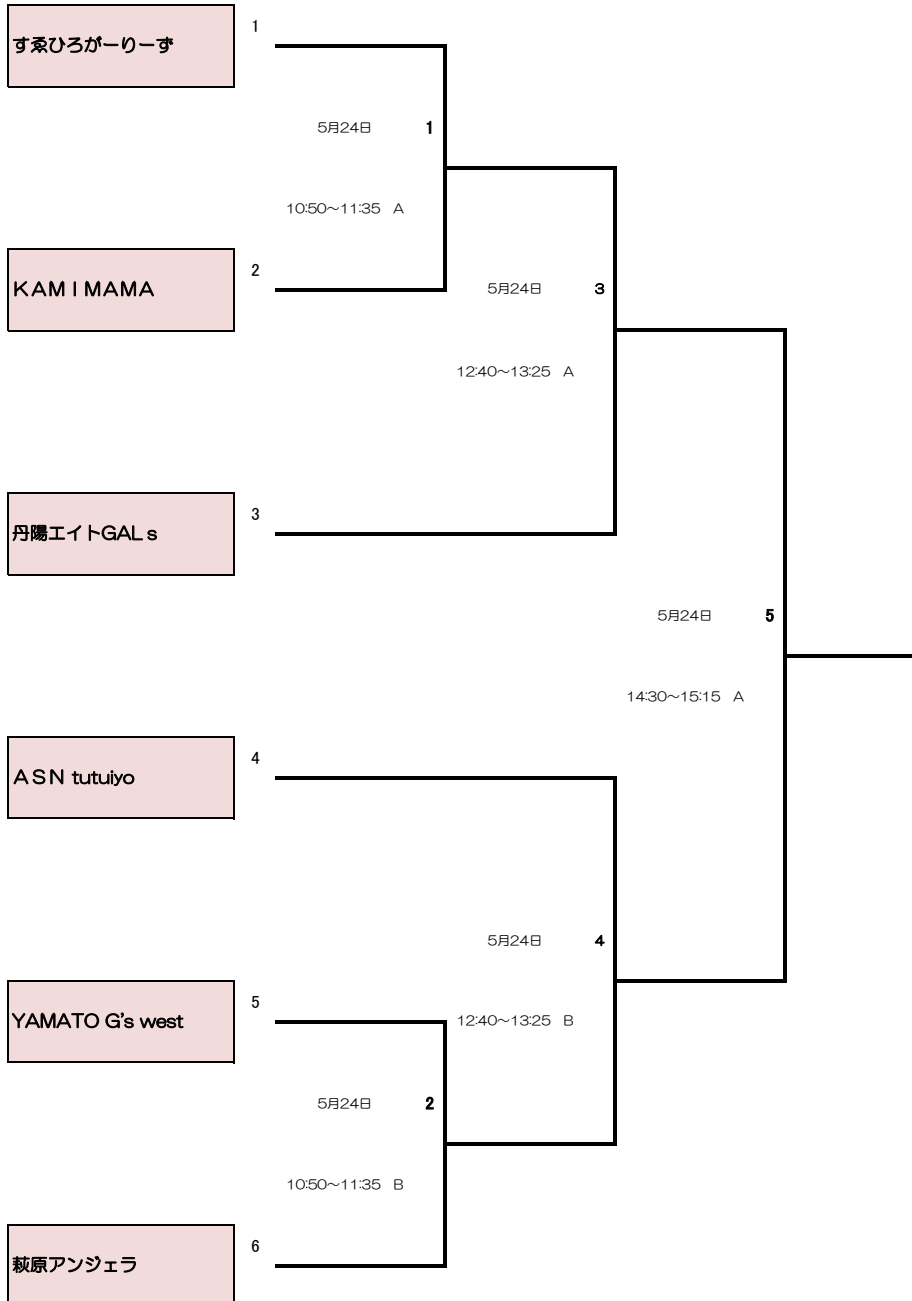 すゑひろがーりーず
1
5月24日 1
10:50～11:35 A
KAMIMAMA
2
5月24日 3
12:40～13:25 A
丹陽エイトGALs
3
5月24日 5
14:30～15:15 A
ASN tutuiyo
4
5月24日 4
12:40～13:25 B
YAMATO G's west
5
5月24日 2
10:50～11:35 B
萩原アンジェラ
6